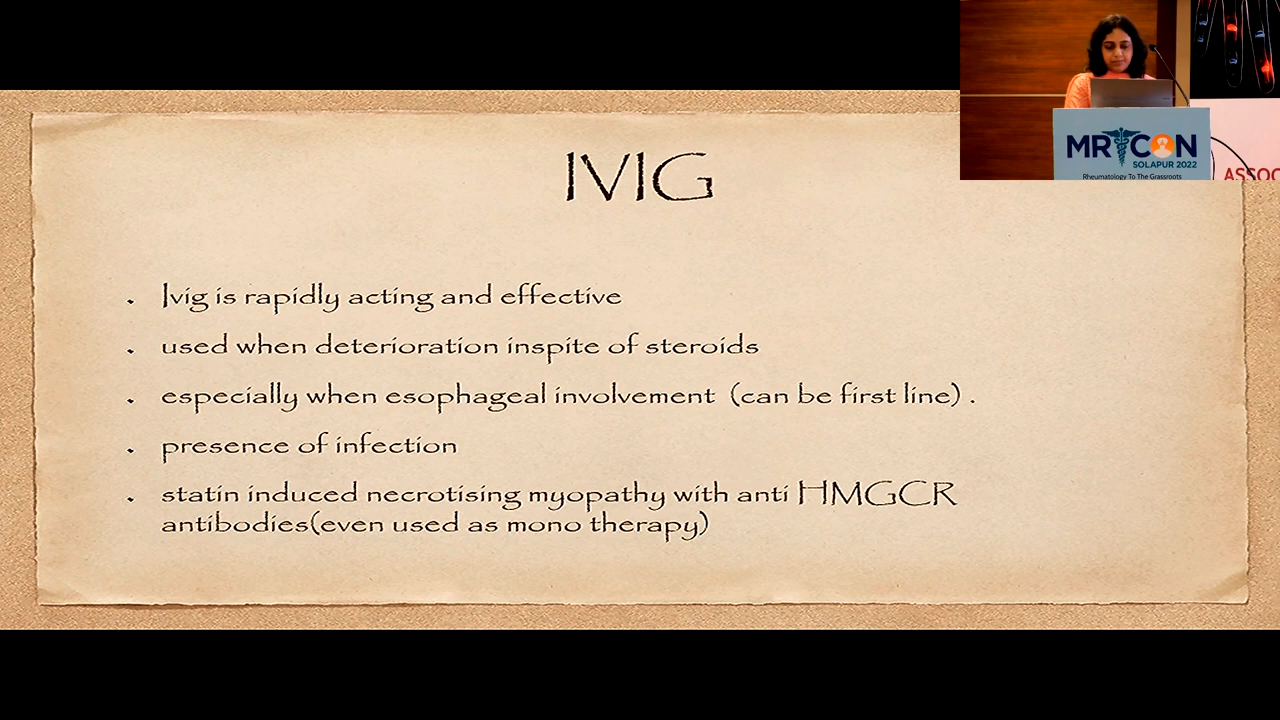 IVIG
. Ivig is rapidly acting and effective
. used when deterioration inspite of steroids
. especially when esophageal involvement (can be first line) .
. presence of infection
. statin induced necrotising myopathy with anti HMGCR
antibodies(even used as mono therapy)
MR CON
SOLAPUR 2022
Rheumatology To The Grassroots
ASSOC